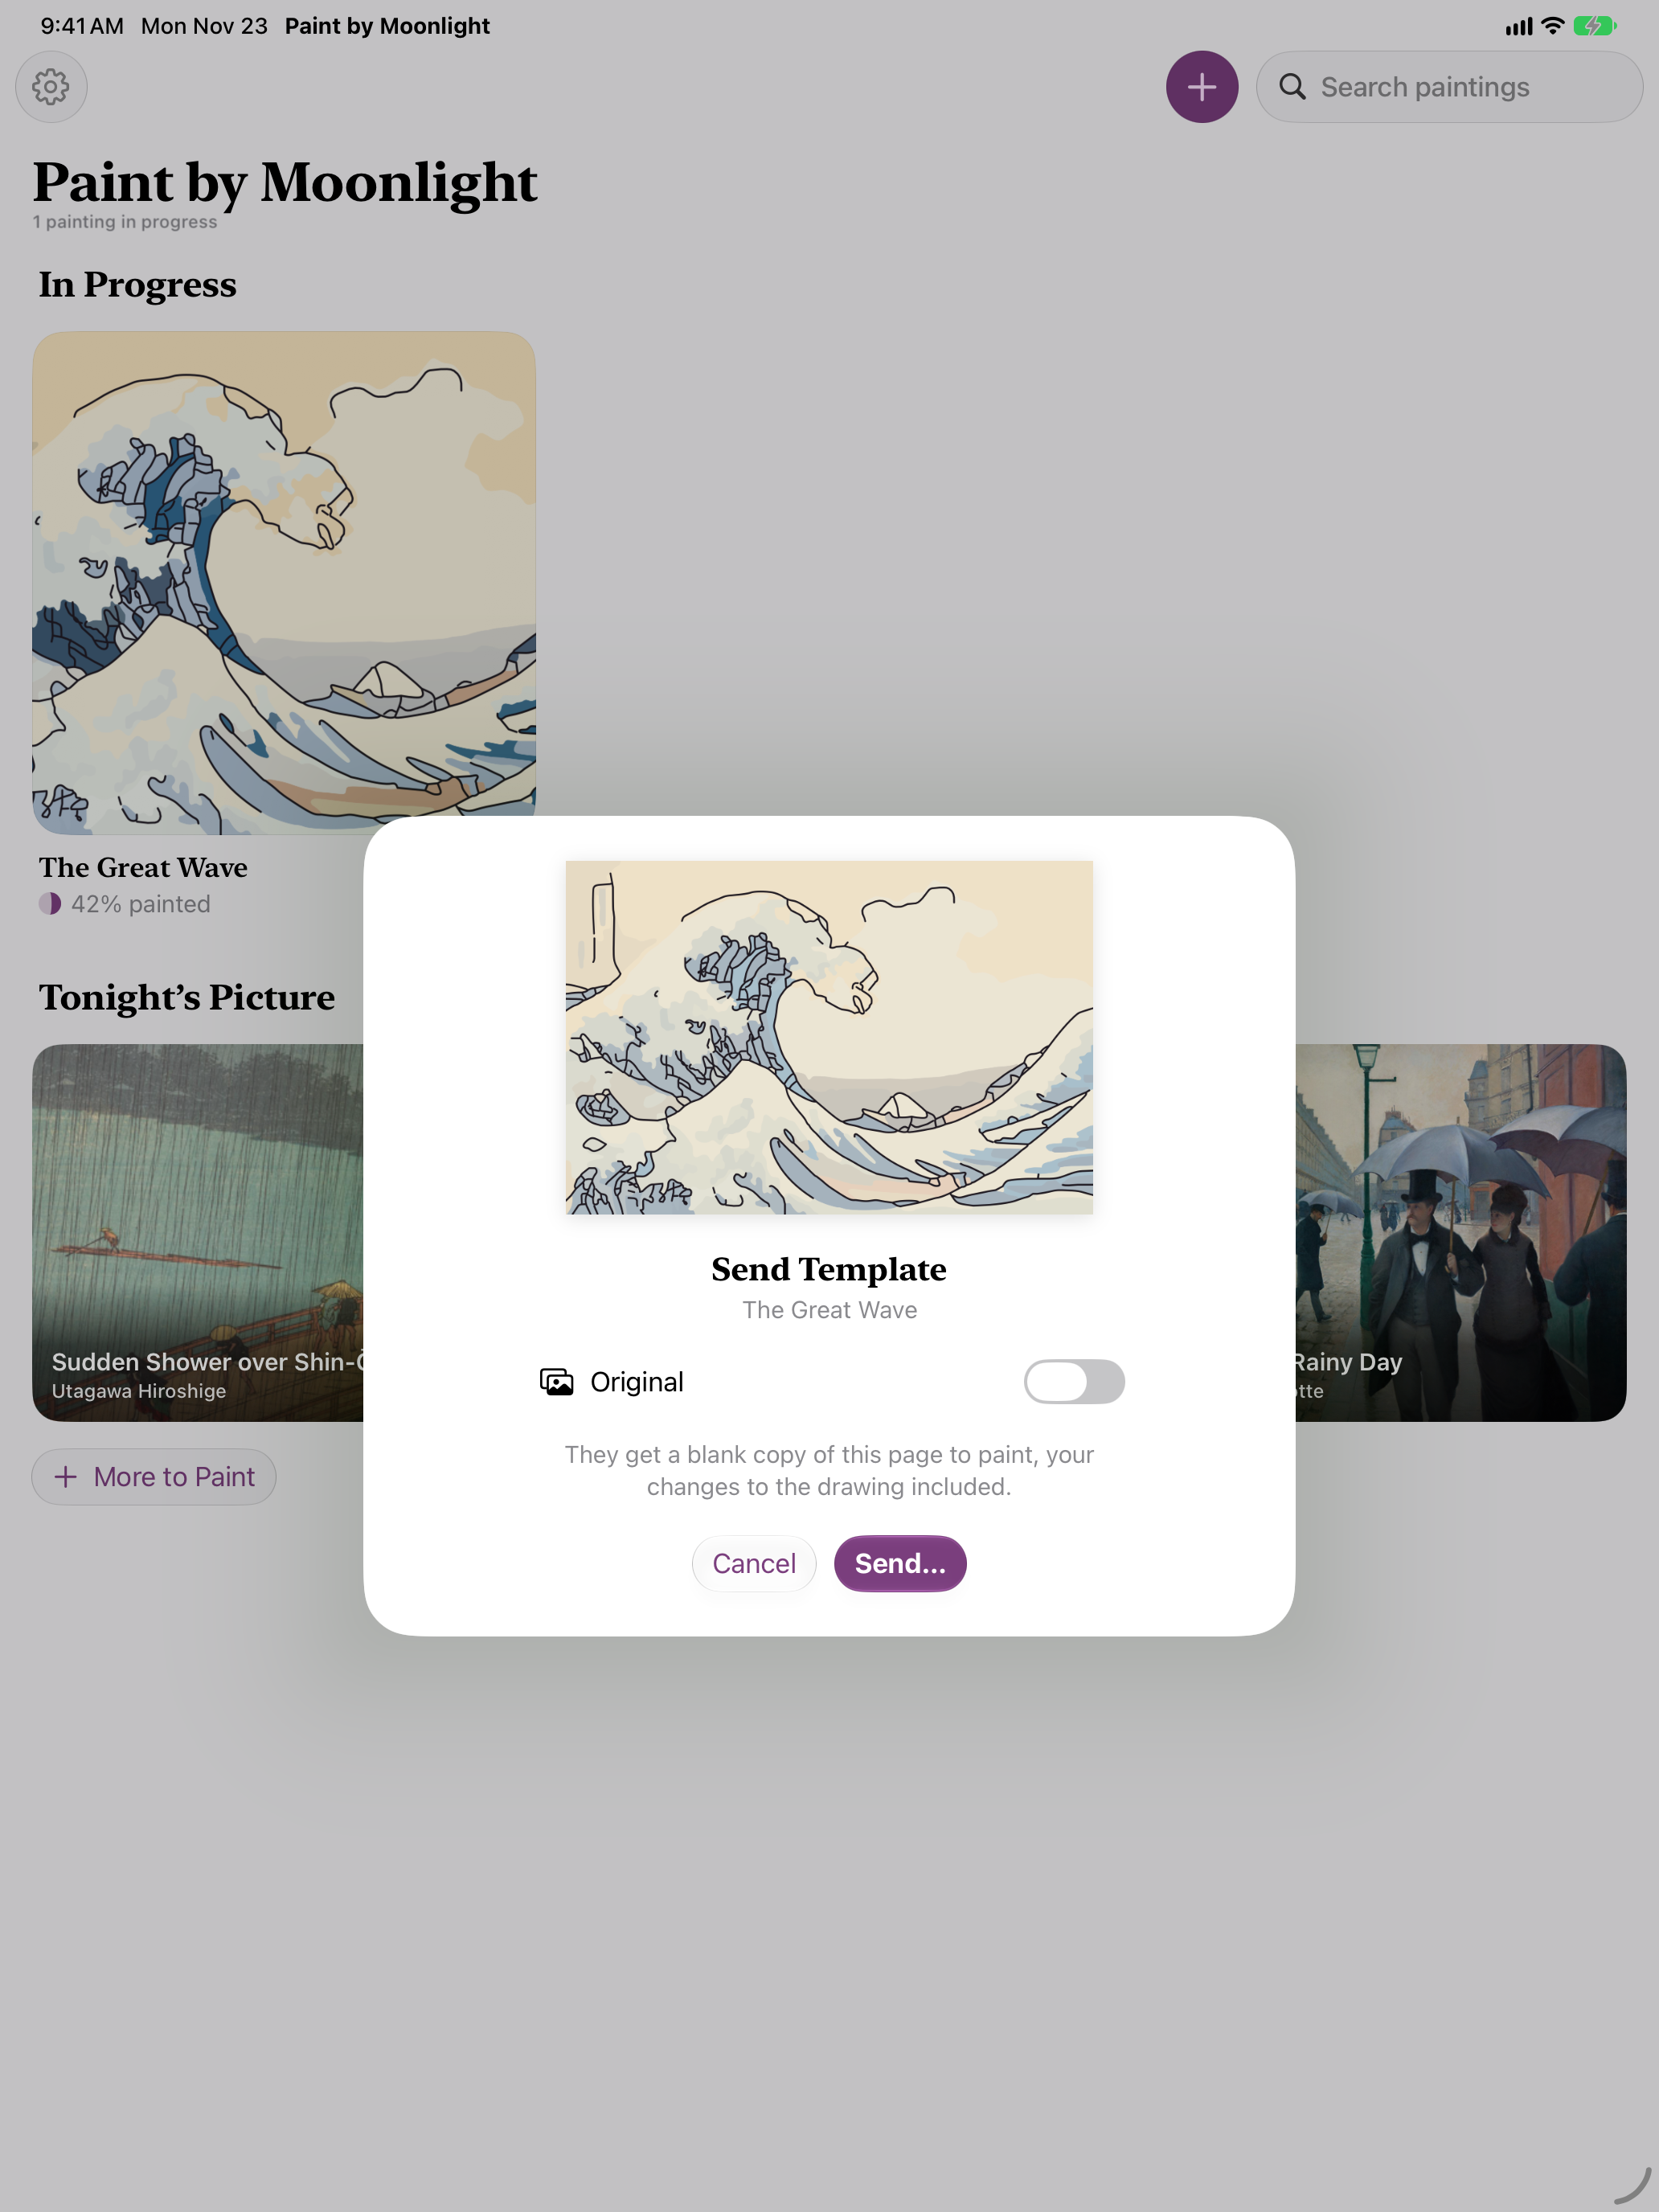 9:41 AM Mon Nov 23 Paint by Moonlight
Search paintings
Paint by Moonlight
1 painting in progress
In Progress
The Great Wave
42% painted
Tonight’s Picture
Sudden Shower over Shin-
Utagawa Hiroshige
Rainy Day
otte
More to Paint
Send Template
The Great Wave
Original
They get a blank copy of this page to paint, your
changes to the drawing included.
Cancel
Send...